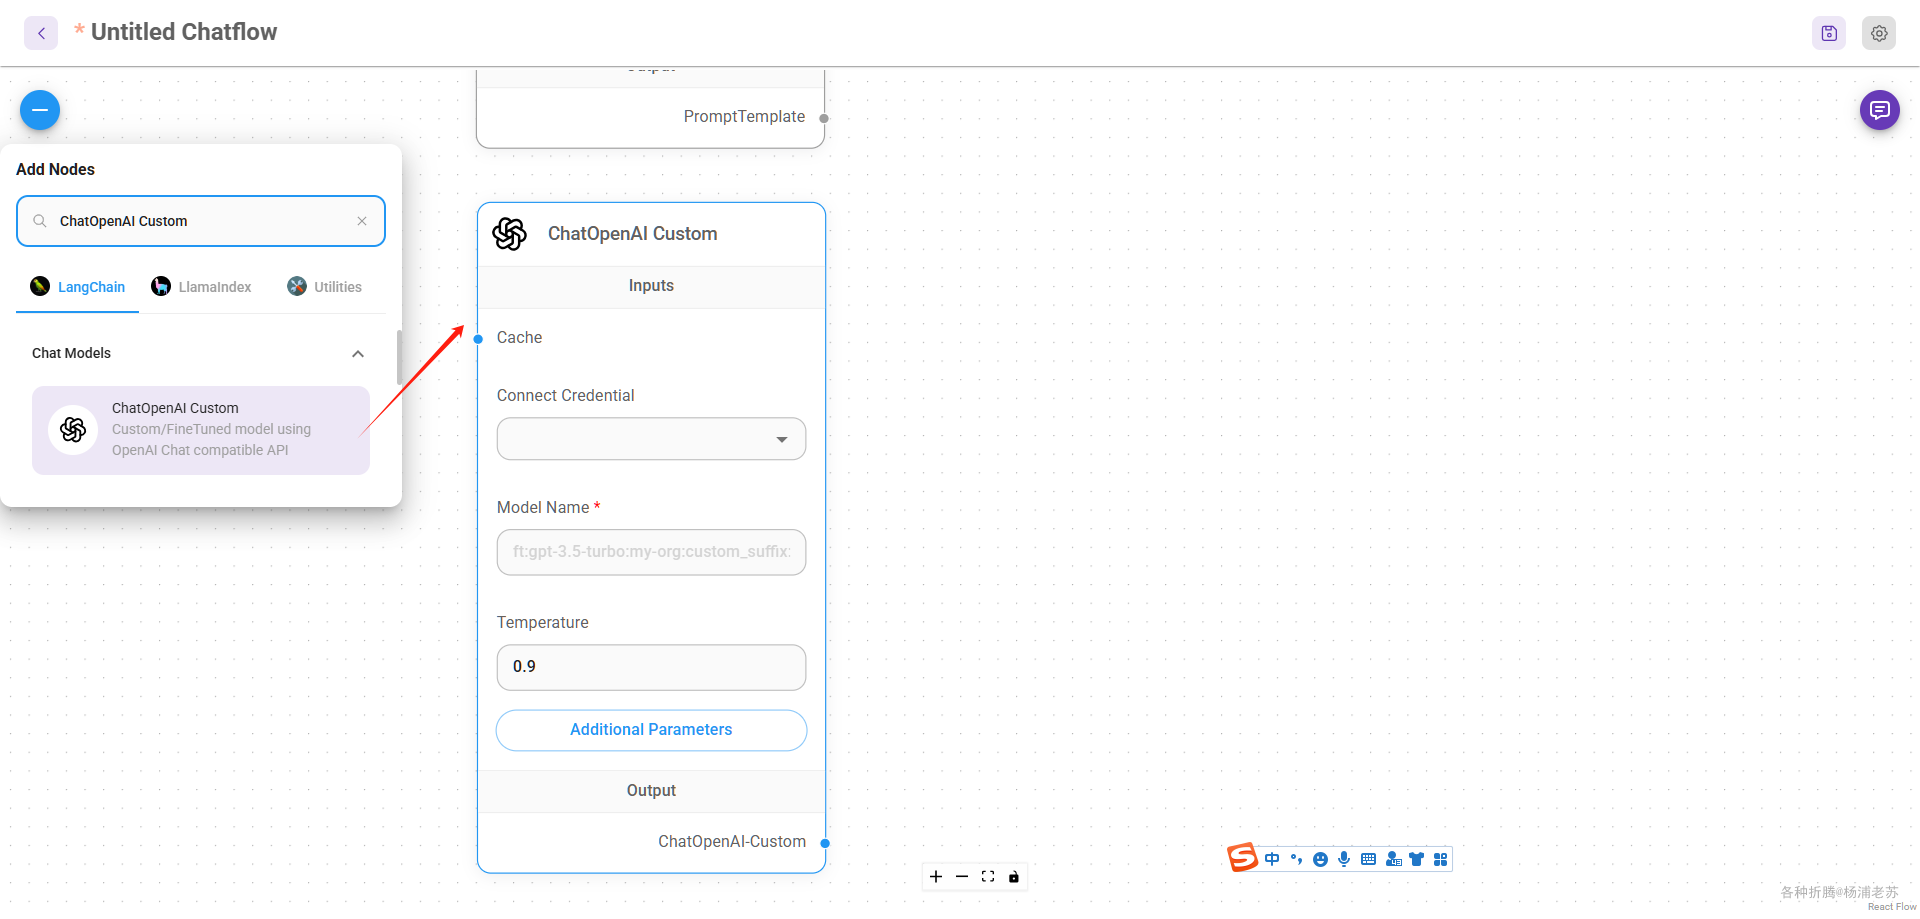 * Untitled Chatflow
Add Nodes
ChatOpenAI Custom
LangChain
LlamaIndex
Utilities
Chat Models
ChatOpenAI Custom
Custom/FineTuned model using
OpenAI Chat compatible API
Output
PromptTemplate
ChatOpenAI Custom
Inputs
Cache
Connect Credential
Model Name *
ft:gpt-3.5-turbo:my-org:custom_suffix:
Temperature
0.9
Additional Parameters
Output
ChatOpenAI-Custom
S 中
各种折腾@杨浦老苏
React Flow